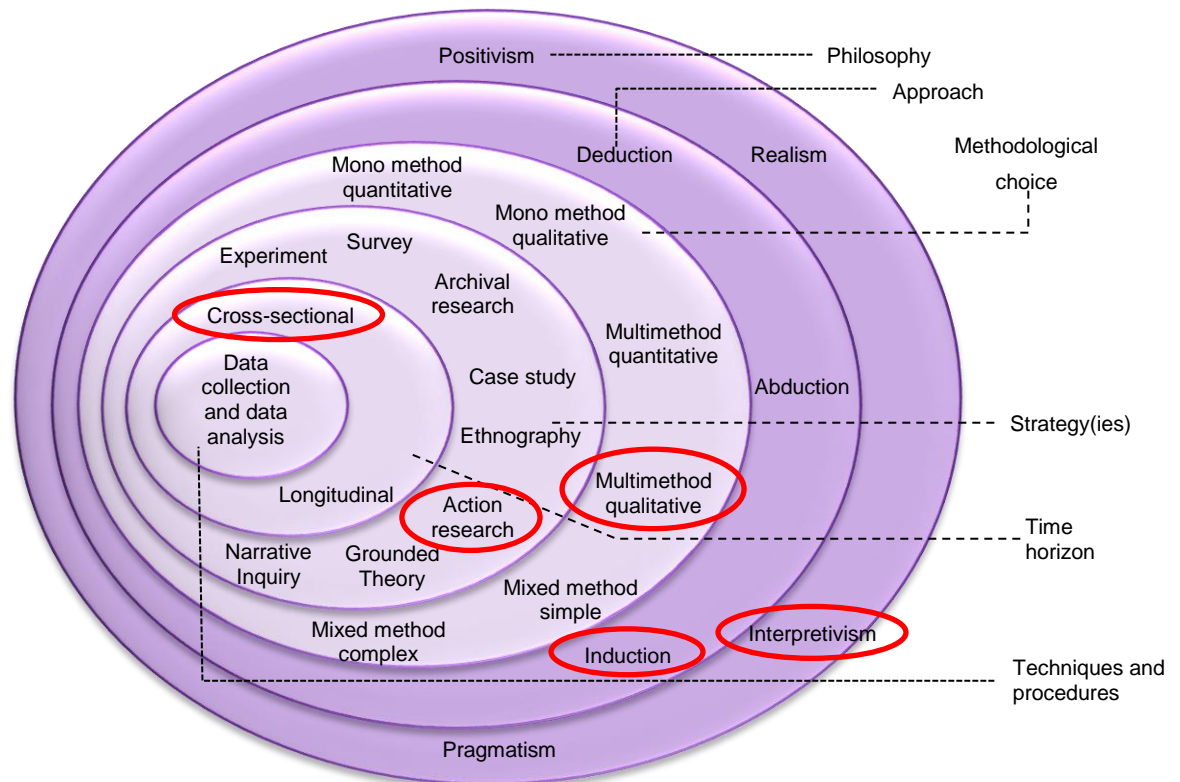 Positivism
Philosophy
Approach
Deduction
Realism
Methodological
choice
Mono method
quantitative
Mono method
qualitative
Survey
Experiment
Archival
research
Cross-sectional
Multimethod
quantitative
Data
collection
and data
analysis
Case study
Abduction
Strategy(ies)
Ethnography
Multimethod
qualitative
Longitudinal
Action
research
Time
horizon
Narrative
Inquiry
Grounded
Theory
Mixed method
simple
Mixed method
complex
Induction
Interpretivism
Techniques and
procedures
Pragmatism